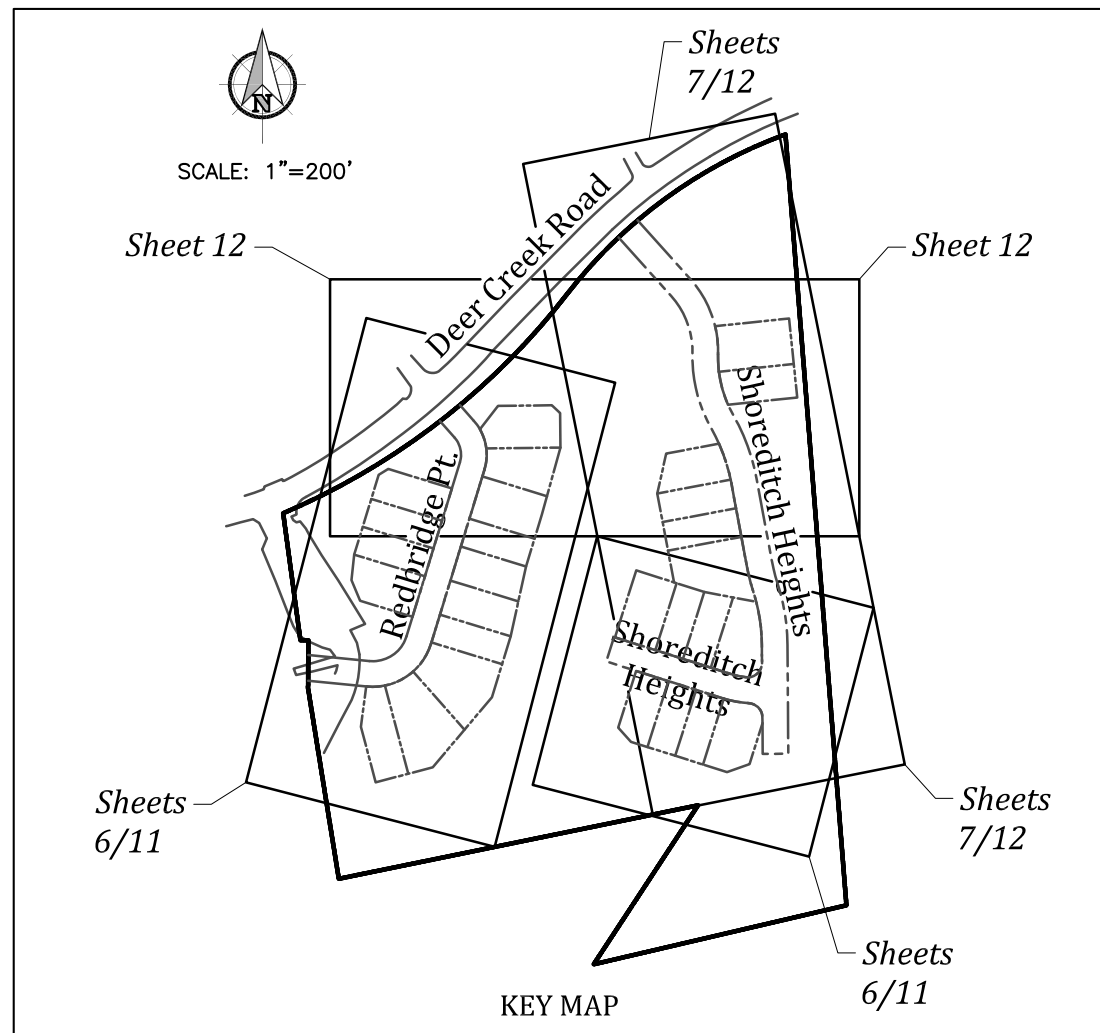 Sheets
7/12
N
SCALE: 1"=200'
Sheet 12
Sheet 12
Deer Creek Road
Shoreditch Heights
Redbridge Pt.
Shoreditch
Heights
Sheets
6/11
Sheets
7/12
Sheets
6/11
KEY MAP